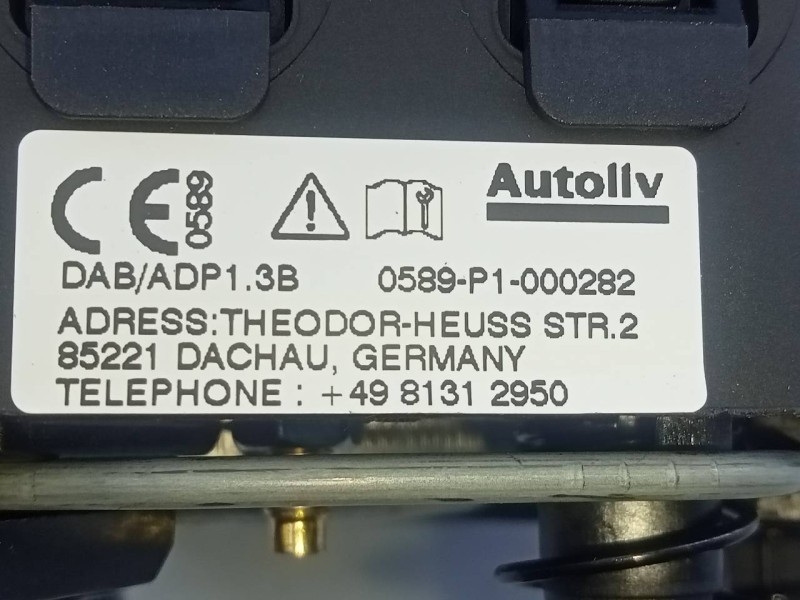 CE 0589
Autoliv
DAB/ADP1.3B 0589-P1-000282
ADRESS:THEODOR-HEUSS STR.2
85221 DACHAU, GERMANY
TELEPHONE : +49 8131 2950